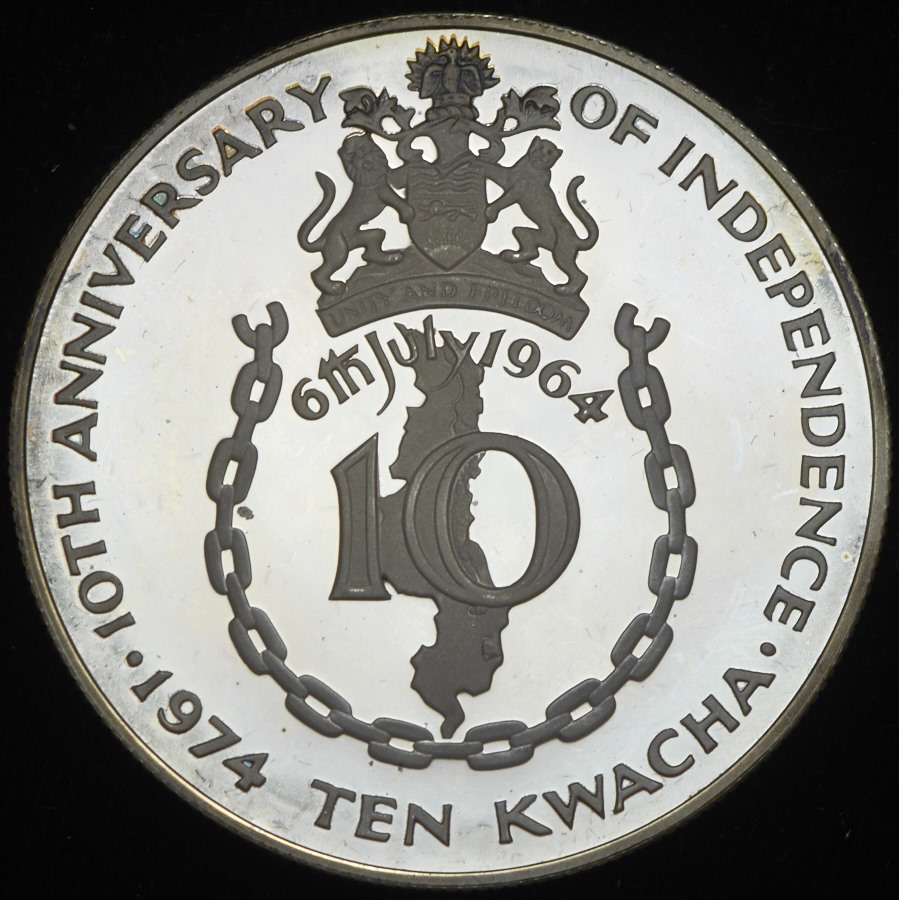 10TH ANNIVERSARY OF INDEPENDENCE
UNITY AND FREEDOM
6th July 1964
10
· 1974 TEN KWACHA ·